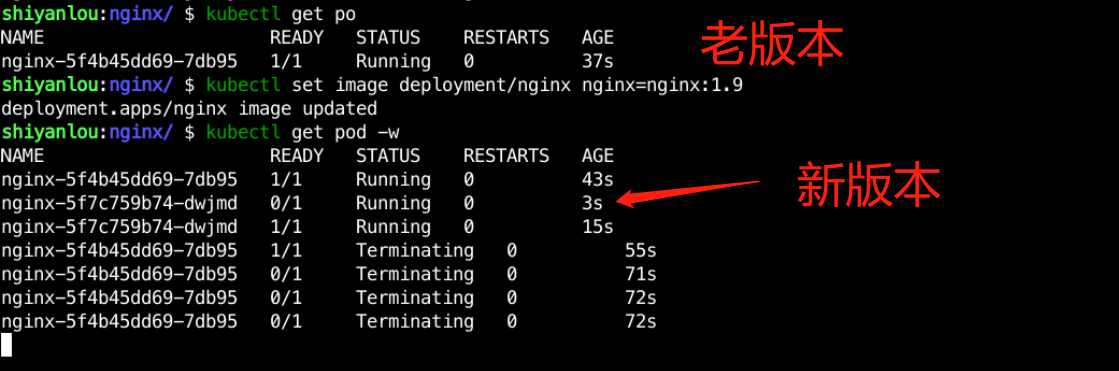 shiyanlou:nginx/ $ kubectl get po
NAME READY STATUS RESTARTS AGE
nginx-5f4b45dd69-7db95 1/1 Running 0 37s
老版本
shiyanlou:nginx/ $ kubectl set image deployment/nginx nginx=nginx:1.9
deployment.apps/nginx image updated
shiyanlou:nginx/ $ kubectl get pod -w
NAME READY STATUS RESTARTS AGE
nginx-5f4b45dd69-7db95 1/1 Running 0 43s
nginx-5f7c759b74-dwjmd 0/1 Running 0 3s
新版本
nginx-5f7c759b74-dwjmd 1/1 Running 0 15s
nginx-5f4b45dd69-7db95 1/1 Terminating 0 55s
nginx-5f4b45dd69-7db95 0/1 Terminating 0 71s
nginx-5f4b45dd69-7db95 0/1 Terminating 0 72s
nginx-5f4b45dd69-7db95 0/1 Terminating 0 72s